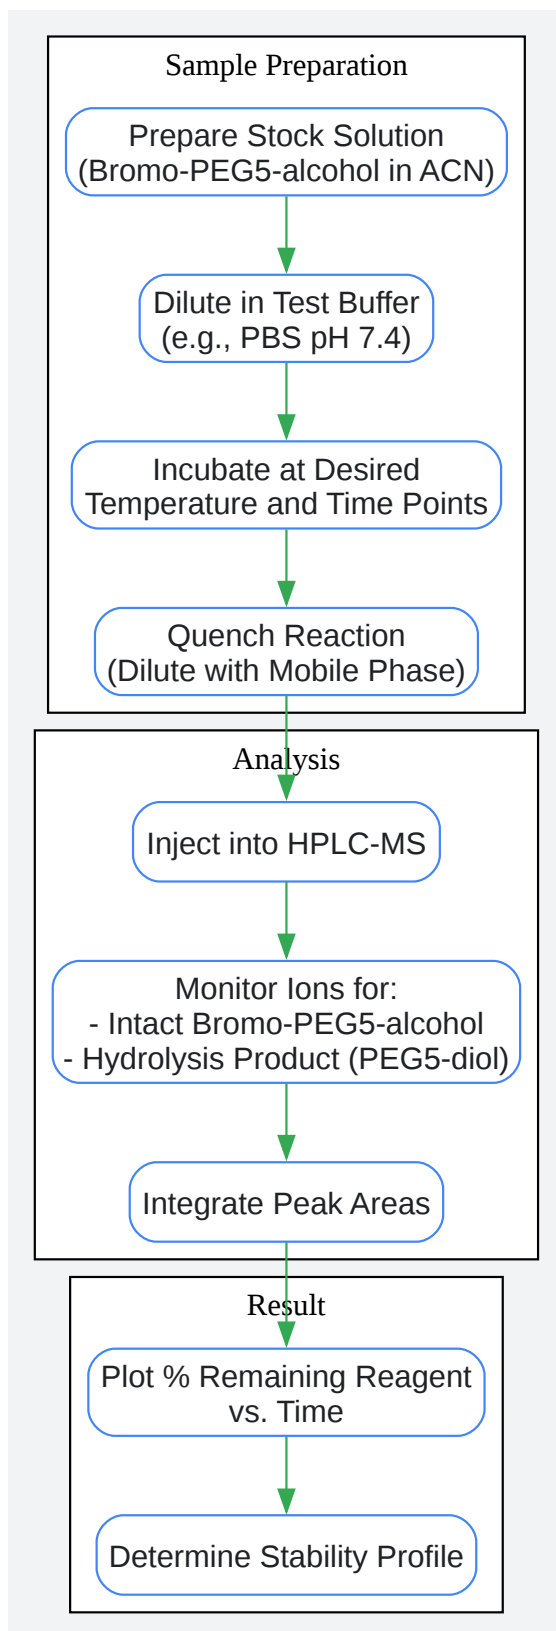 Sample Preparation
Prepare Stock Solution
(Bromo-PEG5-alcohol in ACN)
Dilute in Test Buffer
(e.g., PBS pH 7.4)
Incubate at Desired
Temperature and Time Points
Quench Reaction
(Dilute with Mobile Phase)
Analysis
Inject into HPLC-MS
Monitor Ions for:
- Intact Bromo-PEG5-alcohol
- Hydrolysis Product (PEG5-diol)
Integrate Peak Areas
Result
Plot % Remaining Reagent
vs. Time
Determine Stability Profile